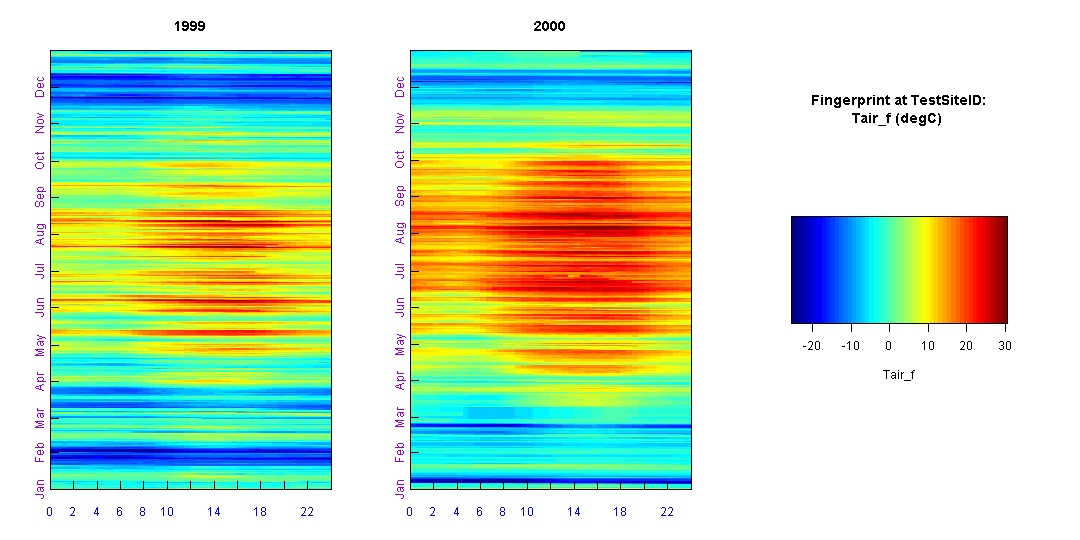 1999
2000
Fingerprint at TestSiteID:
Tair_f (degC)
Dec
Nov
Oct
Sep
Aug
Jul
Jun
May
Apr
Mar
Feb
Jan
0 2 4 6 8 10 14 18 22
Dec
Nov
Oct
Sep
Aug
Jul
Jun
May
Apr
Mar
Feb
Jan
0 2 4 6 8 10 14 18 22
-20 -10 0 10 20 30
Tair_f